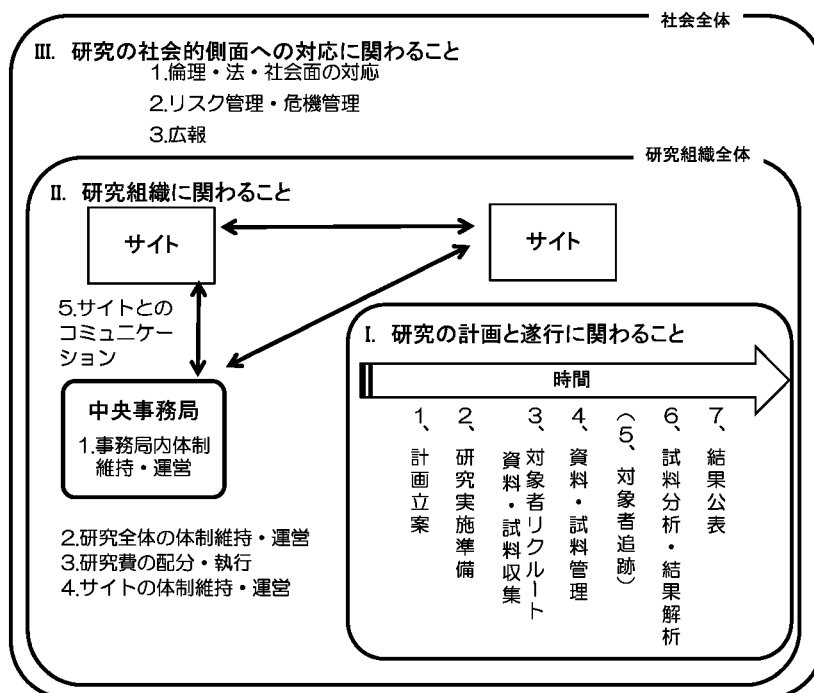 社会全体
Ⅲ. 研究の社会的側面への対応に関わること
1.倫理・法・社会面の対応
2.リスク管理・危機管理
3.広報
研究組織全体
Ⅱ. 研究組織に関わること
サイト
サイト
5.サイトとの
コミュニケー
ション
中央事務局
1.事務局内体制
維持・運営
2.研究全体の体制維持・運営
3.研究費の配分・執行
4.サイトの体制維持・運営
Ⅰ. 研究の計画と遂行に関わること
時間
1、計画立案
2、研究実施準備
3、対象者リクルート
資料・試料収集
4、資料・試料管理
（5、対象者追跡）
6、試料分析・結果解析
7、結果公表